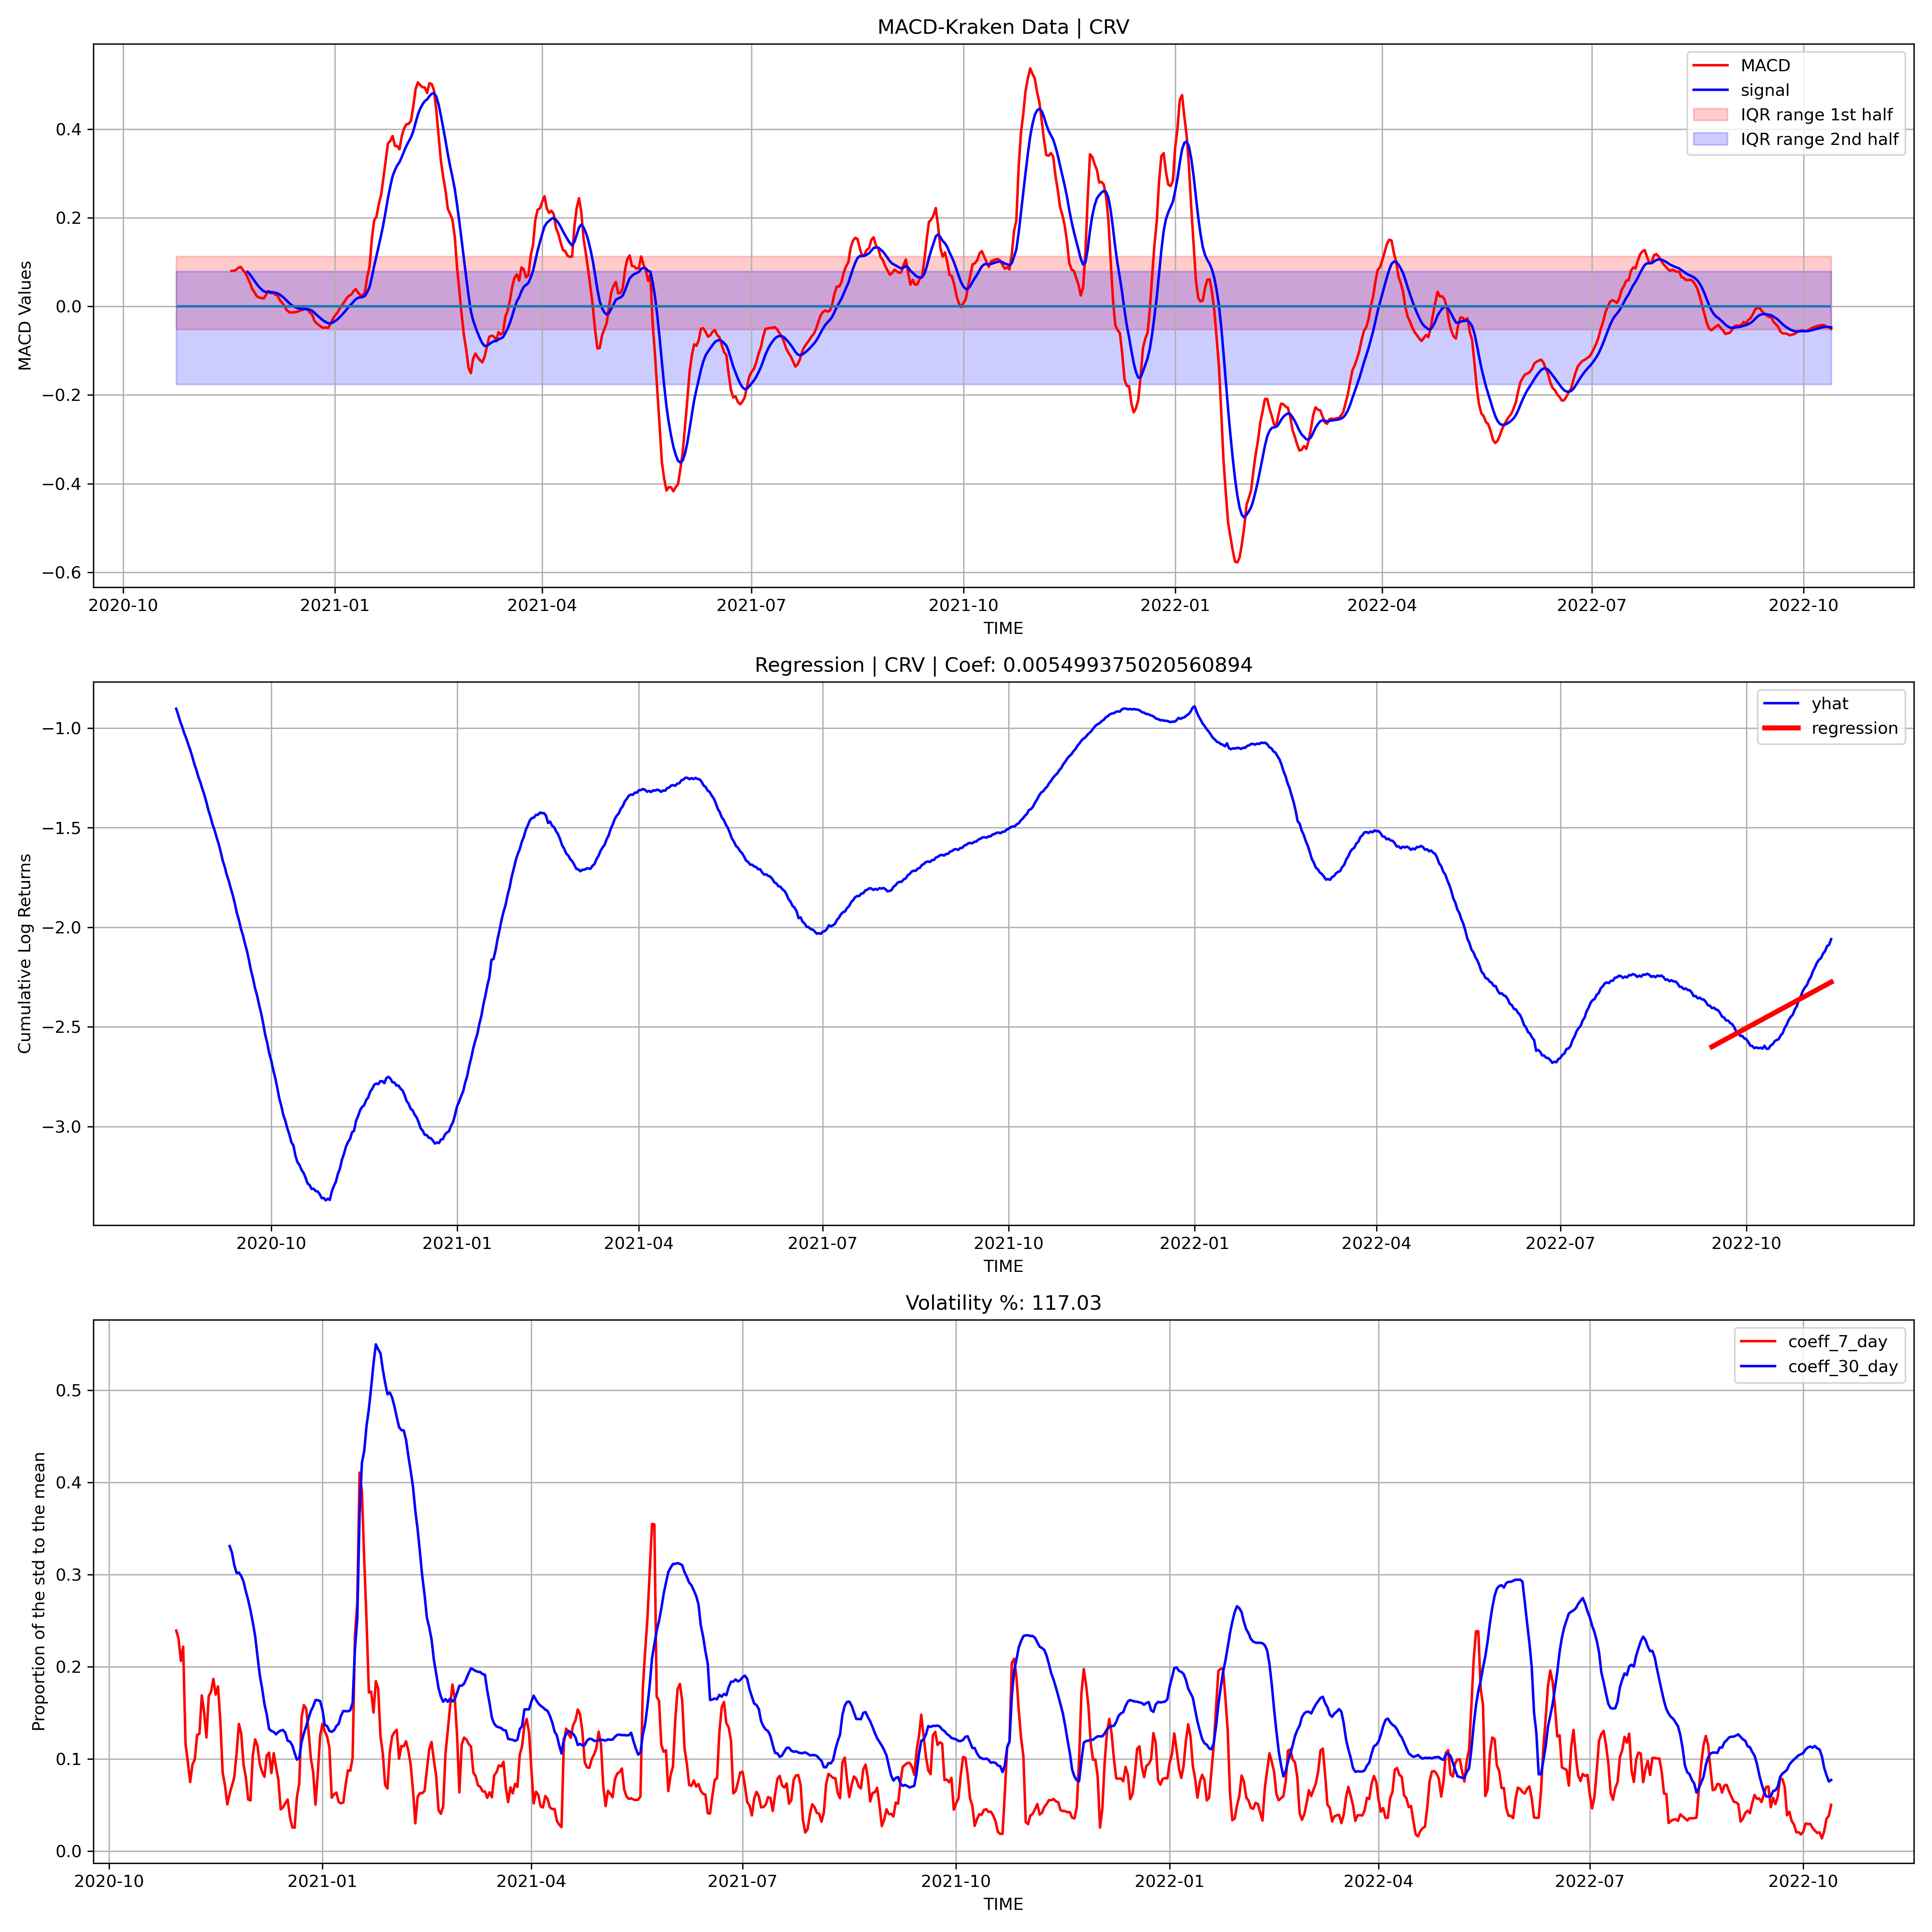 MACD-Kraken Data | CRV
MACD
signal
IQR range 1st half
IQR range 2nd half
MACD Values
0.4
0.2
0.0
−0.2
−0.4
−0.6
2020-10 2021-01 2021-04 2021-07 2021-10 2022-01 2022-04 2022-07 2022-10
TIME
Regression | CRV | Coef: 0.005499375020560894
yhat
regression
Cumulative Log Returns
−1.0
−1.5
−2.0
−2.5
−3.0
2020-10 2021-01 2021-04 2021-07 2021-10 2022-01 2022-04 2022-07 2022-10
TIME
Volatility %: 117.03
coeff_7_day
coeff_30_day
Proportion of the std to the mean
0.5
0.4
0.3
0.2
0.1
0.0
2020-10 2021-01 2021-04 2021-07 2021-10 2022-01 2022-04 2022-07 2022-10
TIME